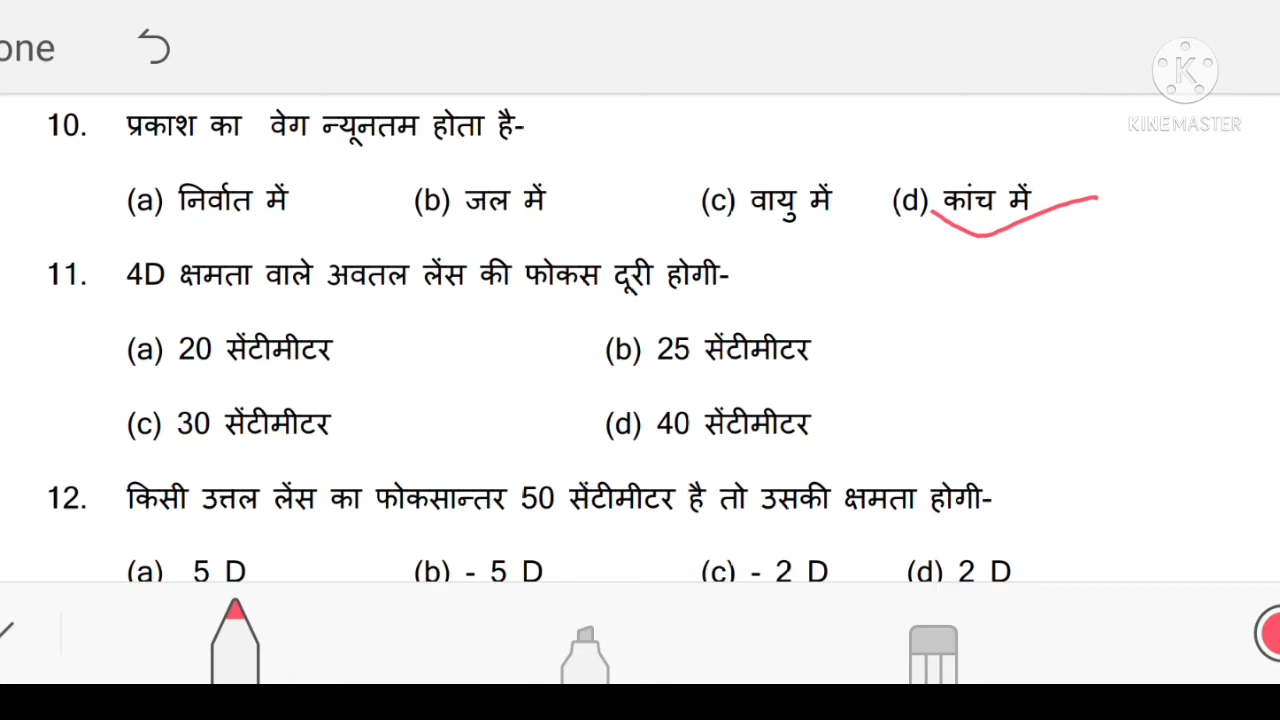 one
KINEMASTER
10. प्रकाश का वेग न्यूनतम होता है-
(a) निर्वात में (b) जल में (c) वायु में (d) कांच में
11. 4D क्षमता वाले अवतल लेंस की फोकस दूरी होगी-
(a) 20 सेंटीमीटर (b) 25 सेंटीमीटर
(c) 30 सेंटीमीटर (d) 40 सेंटीमीटर
12. किसी उत्तल लेंस का फोकसान्तर 50 सेंटीमीटर है तो उसकी क्षमता होगी-
(a) 5 D (b) - 5 D (c) - 2 D (d) 2 D